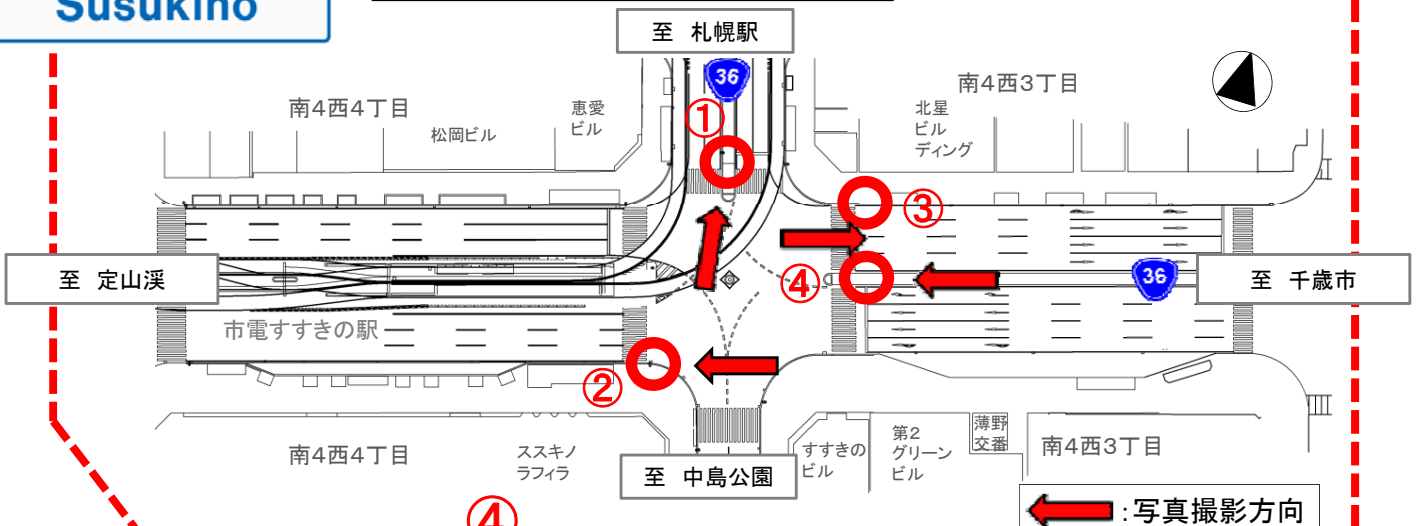 Susukino
至 札幌駅
36
南4西4丁目
松岡ビル
恵愛
ビル
①
北星
ビル
ディング
南4西3丁目
③
至 定山渓
④
36
至 千歳市
市電すすきの駅
②
南4西4丁目
ススキノ
ラフィラ
至 中島公園
すすきの
ビル
第2
グリーン
ビル
薄野
交番
南4西3丁目
④
:写真撮影方向